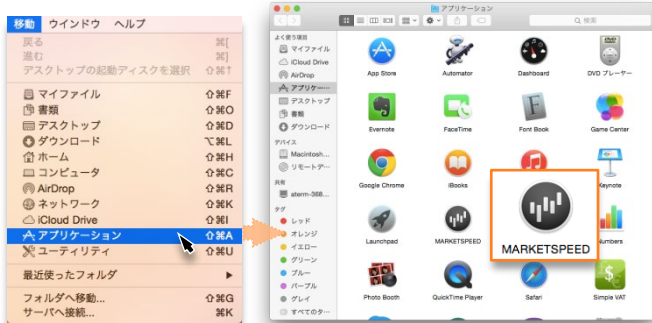 移動 ウインドウ ヘルプ
戻る ⌘[
進む ⌘]
デスクトップの起動ディスクを選択 ⇧⌘↑
マイファイル ⇧⌘F
書類 ⇧⌘O
デスクトップ ⇧⌘D
ダウンロード ⌥⌘L
ホーム ⇧⌘H
コンピュータ ⇧⌘C
AirDrop ⇧⌘R
ネットワーク ⇧⌘K
iCloud Drive ⇧⌘I
アプリケーション ⇧⌘A
ユーティリティ ⇧⌘U
最近使ったフォルダ
フォルダへ移動... ⇧⌘G
サーバへ接続... ⌘K
アプリケーション
検索
よく使う項目
マイファイル
iCloud Drive
AirDrop
アプリケー…
デスクトップ
書類
ダウンロード
デバイス
Macintosh...
リモートデ…
共有
aterm-368...
タグ
レッド
オレンジ
イエロー
グリーン
ブルー
パープル
グレイ
すべてのタ…
App Store Automator Dashboard DVD プレーヤー
Evernote FaceTime Font Book Game Center
Google Chrome iBooks Keynote
Launchpad MARKETSPEED Numbers
MARKETSPEED
Photo Booth QuickTime Player Safari Simple VAT